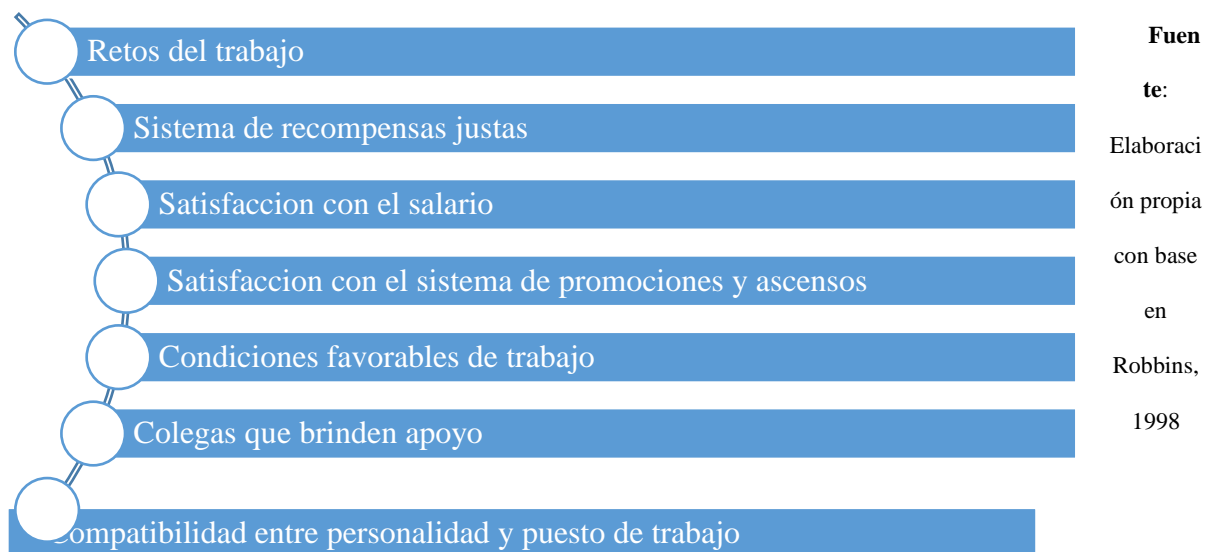 Retos del trabajo
Sistema de recompensas justas
Satisfaccion con el salario
Satisfaccion con el sistema de promociones y ascensos
Condiciones favorables de trabajo
Colegas que brinden apoyo
Compatibilidad entre personalidad y puesto de trabajo
Fuen
te:
Elaboraci
ón propia
con base
en
Robbins,
1998